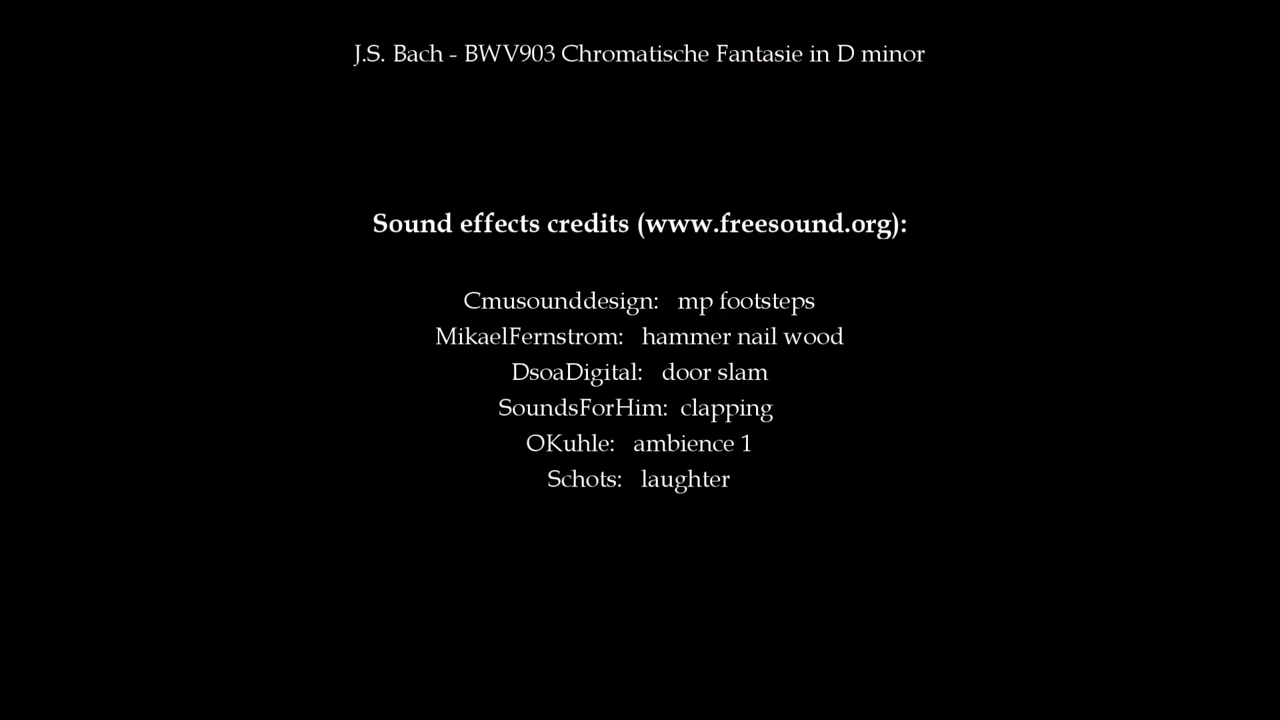 J.S. Bach - BWV903 Chromatische Fantasie in D minor
Sound effects credits (www.freesound.org):
Cmusounddesign: mp footsteps
MikaelFernstrom: hammer nail wood
DsoaDigital: door slam
SoundsForHim: clapping
OKuhle: ambience 1
Schots: laughter